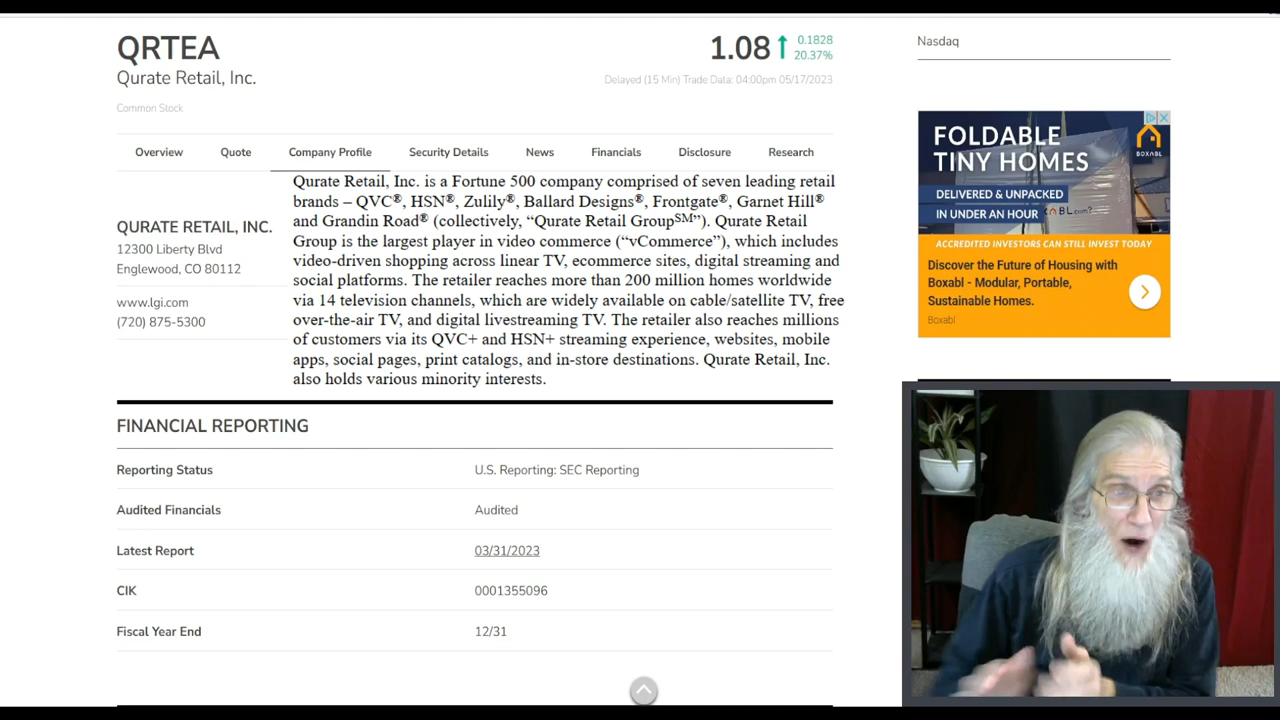 QRTEA
Qurate Retail, Inc.
Common Stock
1.08
0.1828
20.37%
Delayed (15 Min) Trade Data: 04:00pm 05/17/2023
Overview Quote Company Profile Security Details News Financials Disclosure Research
QURATE RETAIL, INC.
12300 Liberty Blvd
Englewood, CO 80112
www.lgi.com
(720) 875-5300
Qurate Retail, Inc. is a Fortune 500 company comprised of seven leading retail
brands – QVC®, HSN®, Zulily®, Ballard Designs®, Frontgate®, Garnet Hill®
and Grandin Road® (collectively, “Qurate Retail Group℠”). Qurate Retail
Group is the largest player in video commerce (“vCommerce”), which includes
video-driven shopping across linear TV, ecommerce sites, digital streaming and
social platforms. The retailer reaches more than 200 million homes worldwide
via 14 television channels, which are widely available on cable/satellite TV, free
over-the-air TV, and digital livestreaming TV. The retailer also reaches millions
of customers via its QVC+ and HSN+ streaming experience, websites, mobile
apps, social pages, print catalogs, and in-store destinations. Qurate Retail, Inc.
also holds various minority interests.
FINANCIAL REPORTING
Reporting Status U.S. Reporting: SEC Reporting
Audited Financials Audited
Latest Report 03/31/2023
CIK 0001355096
Fiscal Year End 12/31
Nasdaq
FOLDABLE
TINY HOMES
BOXABL
DELIVERED & UNPACKED
IN UNDER AN HOUR
ACCREDITED INVESTORS CAN STILL INVEST TODAY
Discover the Future of Housing with
Boxabl - Modular, Portable,
Sustainable Homes.
Boxabl